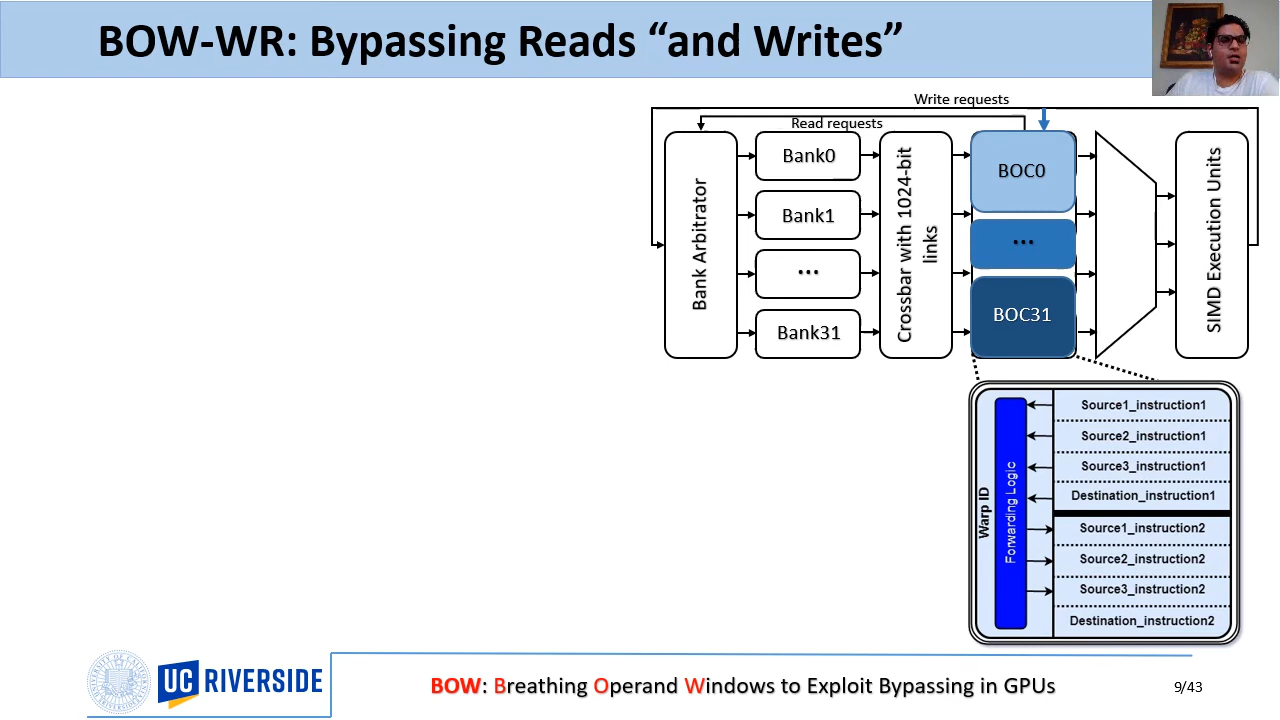 BOW-WR: Bypassing Reads “and Writes”
Write requests
Read requests
Bank Arbitrator
Bank0
Bank1
...
Bank31
Crossbar with 1024-bit
links
BOC0
...
BOC31
SIMD Execution Units
Warp ID
Forwarding Logic
Source1_instruction1
Source2_instruction1
Source3_instruction1
Destination_instruction1
Source1_instruction2
Source2_instruction2
Source3_instruction2
Destination_instruction2
UC RIVERSIDE
BOW: Breathing Operand Windows to Exploit Bypassing in GPUs
9/43